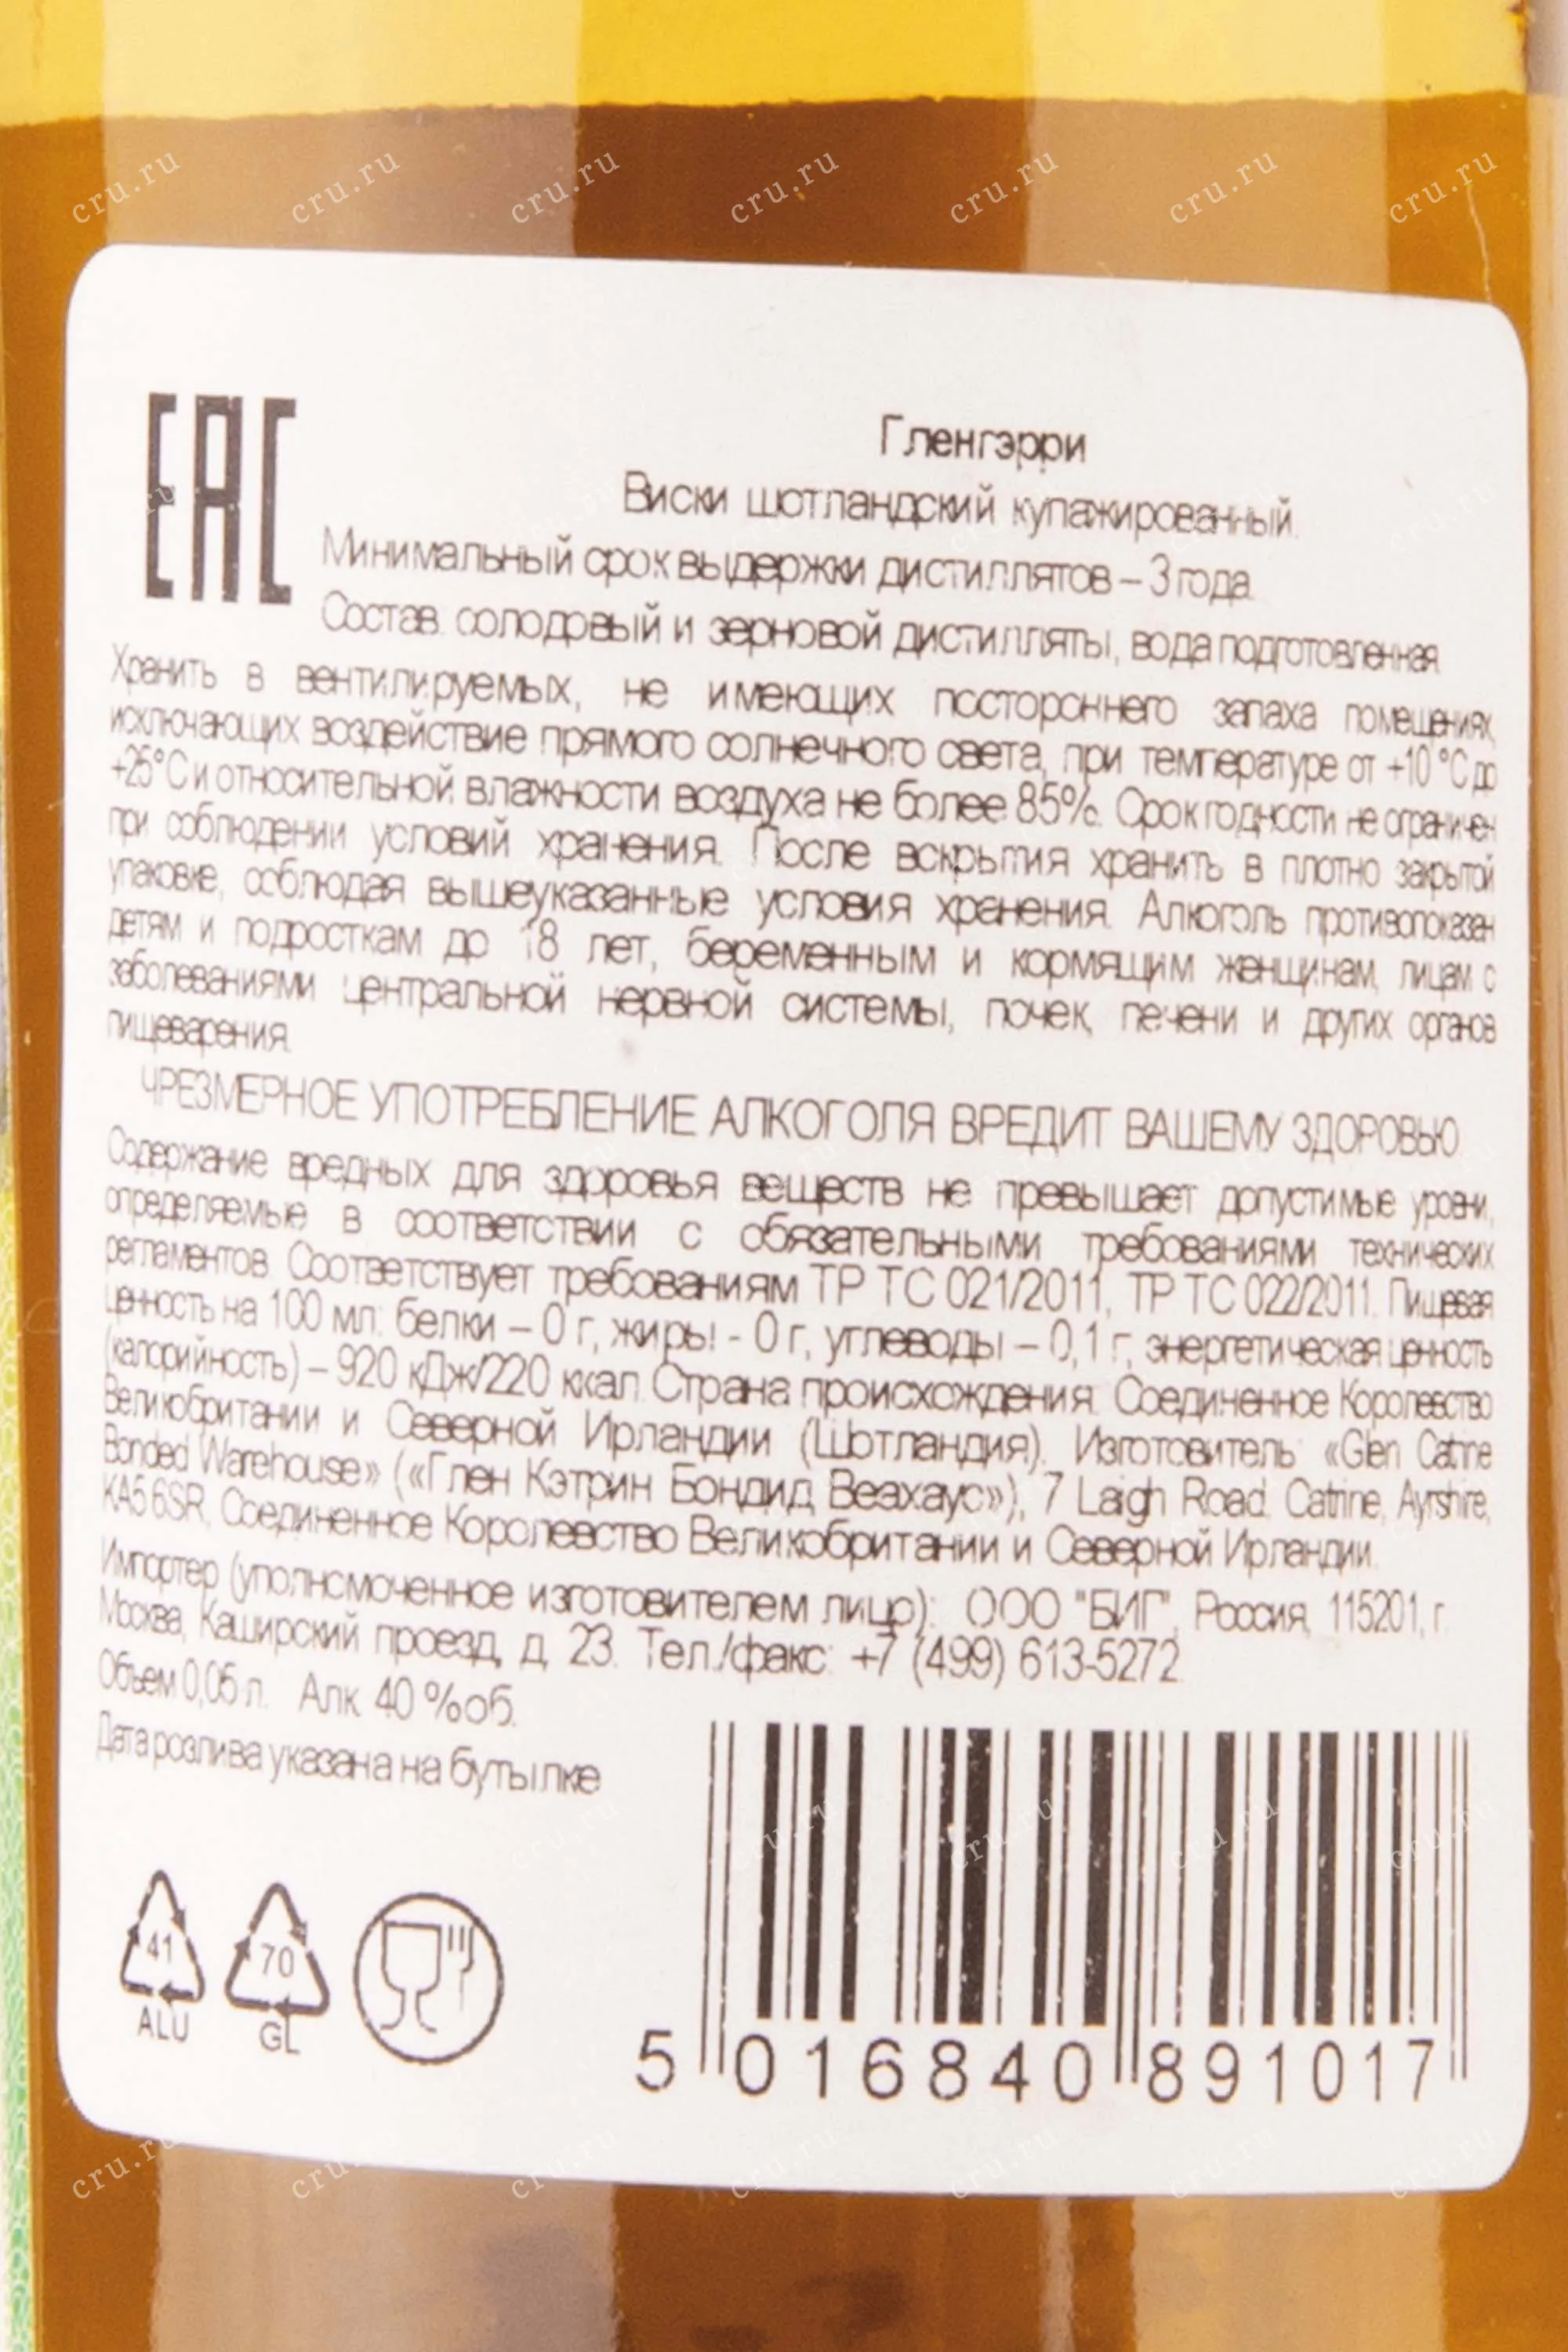 ЕАС
Гленгэрри
Виски шотландский купажированный.
Минимальный срок выдержки дистиллятов – 3 года.
Состав: солодовый и зерновой дистилляты, вода подготовленная.
Хранить в вентилируемых, не имеющих постороннего запаха помещениях,
исключающих воздействие прямого солнечного света, при температуре от +10 °С до
+25°С и относительной влажности воздуха не более 85%. Срок годности не ограничен
при соблюдении условий хранения. После вскрытия хранить в плотно закрытой
упаковке, соблюдая вышеуказанные условия хранения. Алкоголь противопоказан
детям и подросткам до 18 лет, беременным и кормящим женщинам, лицам с
заболеваниями центральной нервной системы, почек, печени и других органов
пищеварения.
ЧРЕЗМЕРНОЕ УПОТРЕБЛЕНИЕ АЛКОГОЛЯ ВРЕДИТ ВАШЕМУ ЗДОРОВЬЮ
Содержание вредных для здоровья веществ не превышает допустимые уровни,
определяемые в соответствии с обязательными требованиями технических
регламентов. Соответствует требованиям ТР ТС 021/2011, ТР ТС 022/2011. Пищевая
ценность на 100 мл: белки – 0 г, жиры - 0 г, углеводы – 0,1 г, энергетическая ценность
(калорийность) – 920 кДж/220 ккал. Страна происхождения: Соединенное Королевство
Великобритании и Северной Ирландии (Шотландия). Изготовитель: «Glen Catrine
Bonded Warehouse» («Глен Кэтрин Бондид Веахаус»), 7 Laigh Road, Catrine, Ayrshire,
KA5 6SR, Соединенное Королевство Великобритании и Северной Ирландии.
Импортер (уполномоченное изготовителем лицо): ООО "БИГ", Россия, 115201, г.
Москва, Каширский проезд, д. 23. Тел./факс: +7 (499) 613-5272.
Объем 0,05 л. Алк. 40 %об.
Дата розлива указана на бутылке
41
ALU
70
GL
5 016840 891017
cru.ru